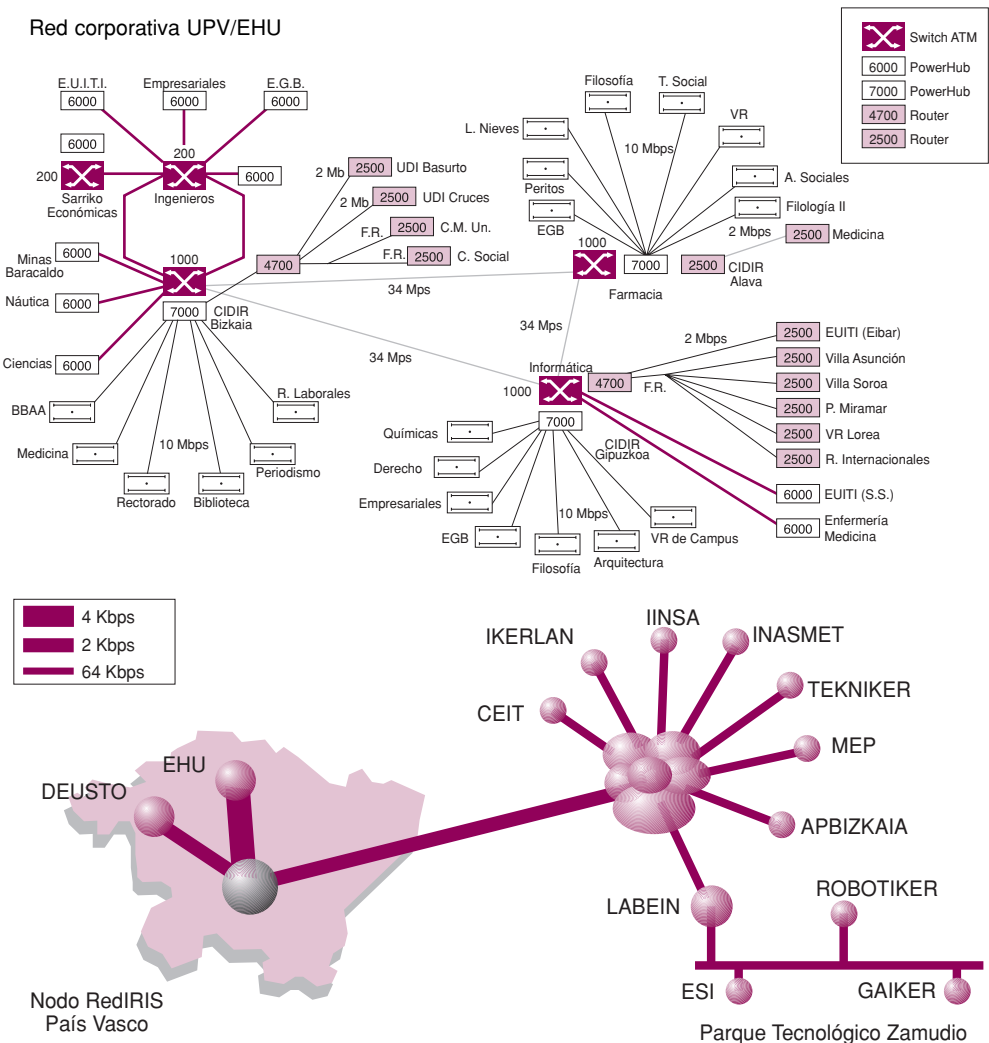 Red corporativa UPV/EHU
Switch ATM
6000 PowerHub
7000 PowerHub
4700 Router
2500 Router
E.U.I.T.I.
6000
Empresariales
6000
E.G.B.
6000
6000
200
200
6000
Sarriko
Económicas
Ingenieros
2 Mb
2500 UDI Basurto
2 Mb
2500 UDI Cruces
F.R.
2500 C.M. Un.
F.R.
2500 C. Social
4700
Minas
Baracaldo
6000
1000
Náutica
6000
7000
CIDIR
Bizkaia
Ciencias
6000
34 Mps
34 Mps
34 Mps
BBAA
R. Laborales
Medicina
10 Mbps
Periodismo
Rectorado
Biblioteca
Filosofía
T. Social
L. Nieves
VR
10 Mbps
Peritos
A. Sociales
EGB
Filología II
2 Mbps
2500 Medicina
1000
7000
2500
CIDIR
Alava
Farmacia
Informática
1000
4700
2 Mbps
F.R.
7000
CIDIR
Gipuzkoa
2500 EUITI (Eibar)
2500 Villa Asunción
2500 Villa Soroa
2500 P. Miramar
2500 VR Lorea
2500 R. Internacionales
6000 EUITI (S.S.)
6000 Enfermería
Medicina
Químicas
Derecho
Empresariales
10 Mbps
EGB
VR de Campus
Filosofía
Arquitectura
4 Kbps
2 Kbps
64 Kbps
IINSA
IKERLAN
INASMET
TEKNIKER
CEIT
MEP
EHU
DEUSTO
APBIZKAIA
LABEIN
ROBOTIKER
ESI
GAIKER
Nodo RedIRIS
País Vasco
Parque Tecnológico Zamudio